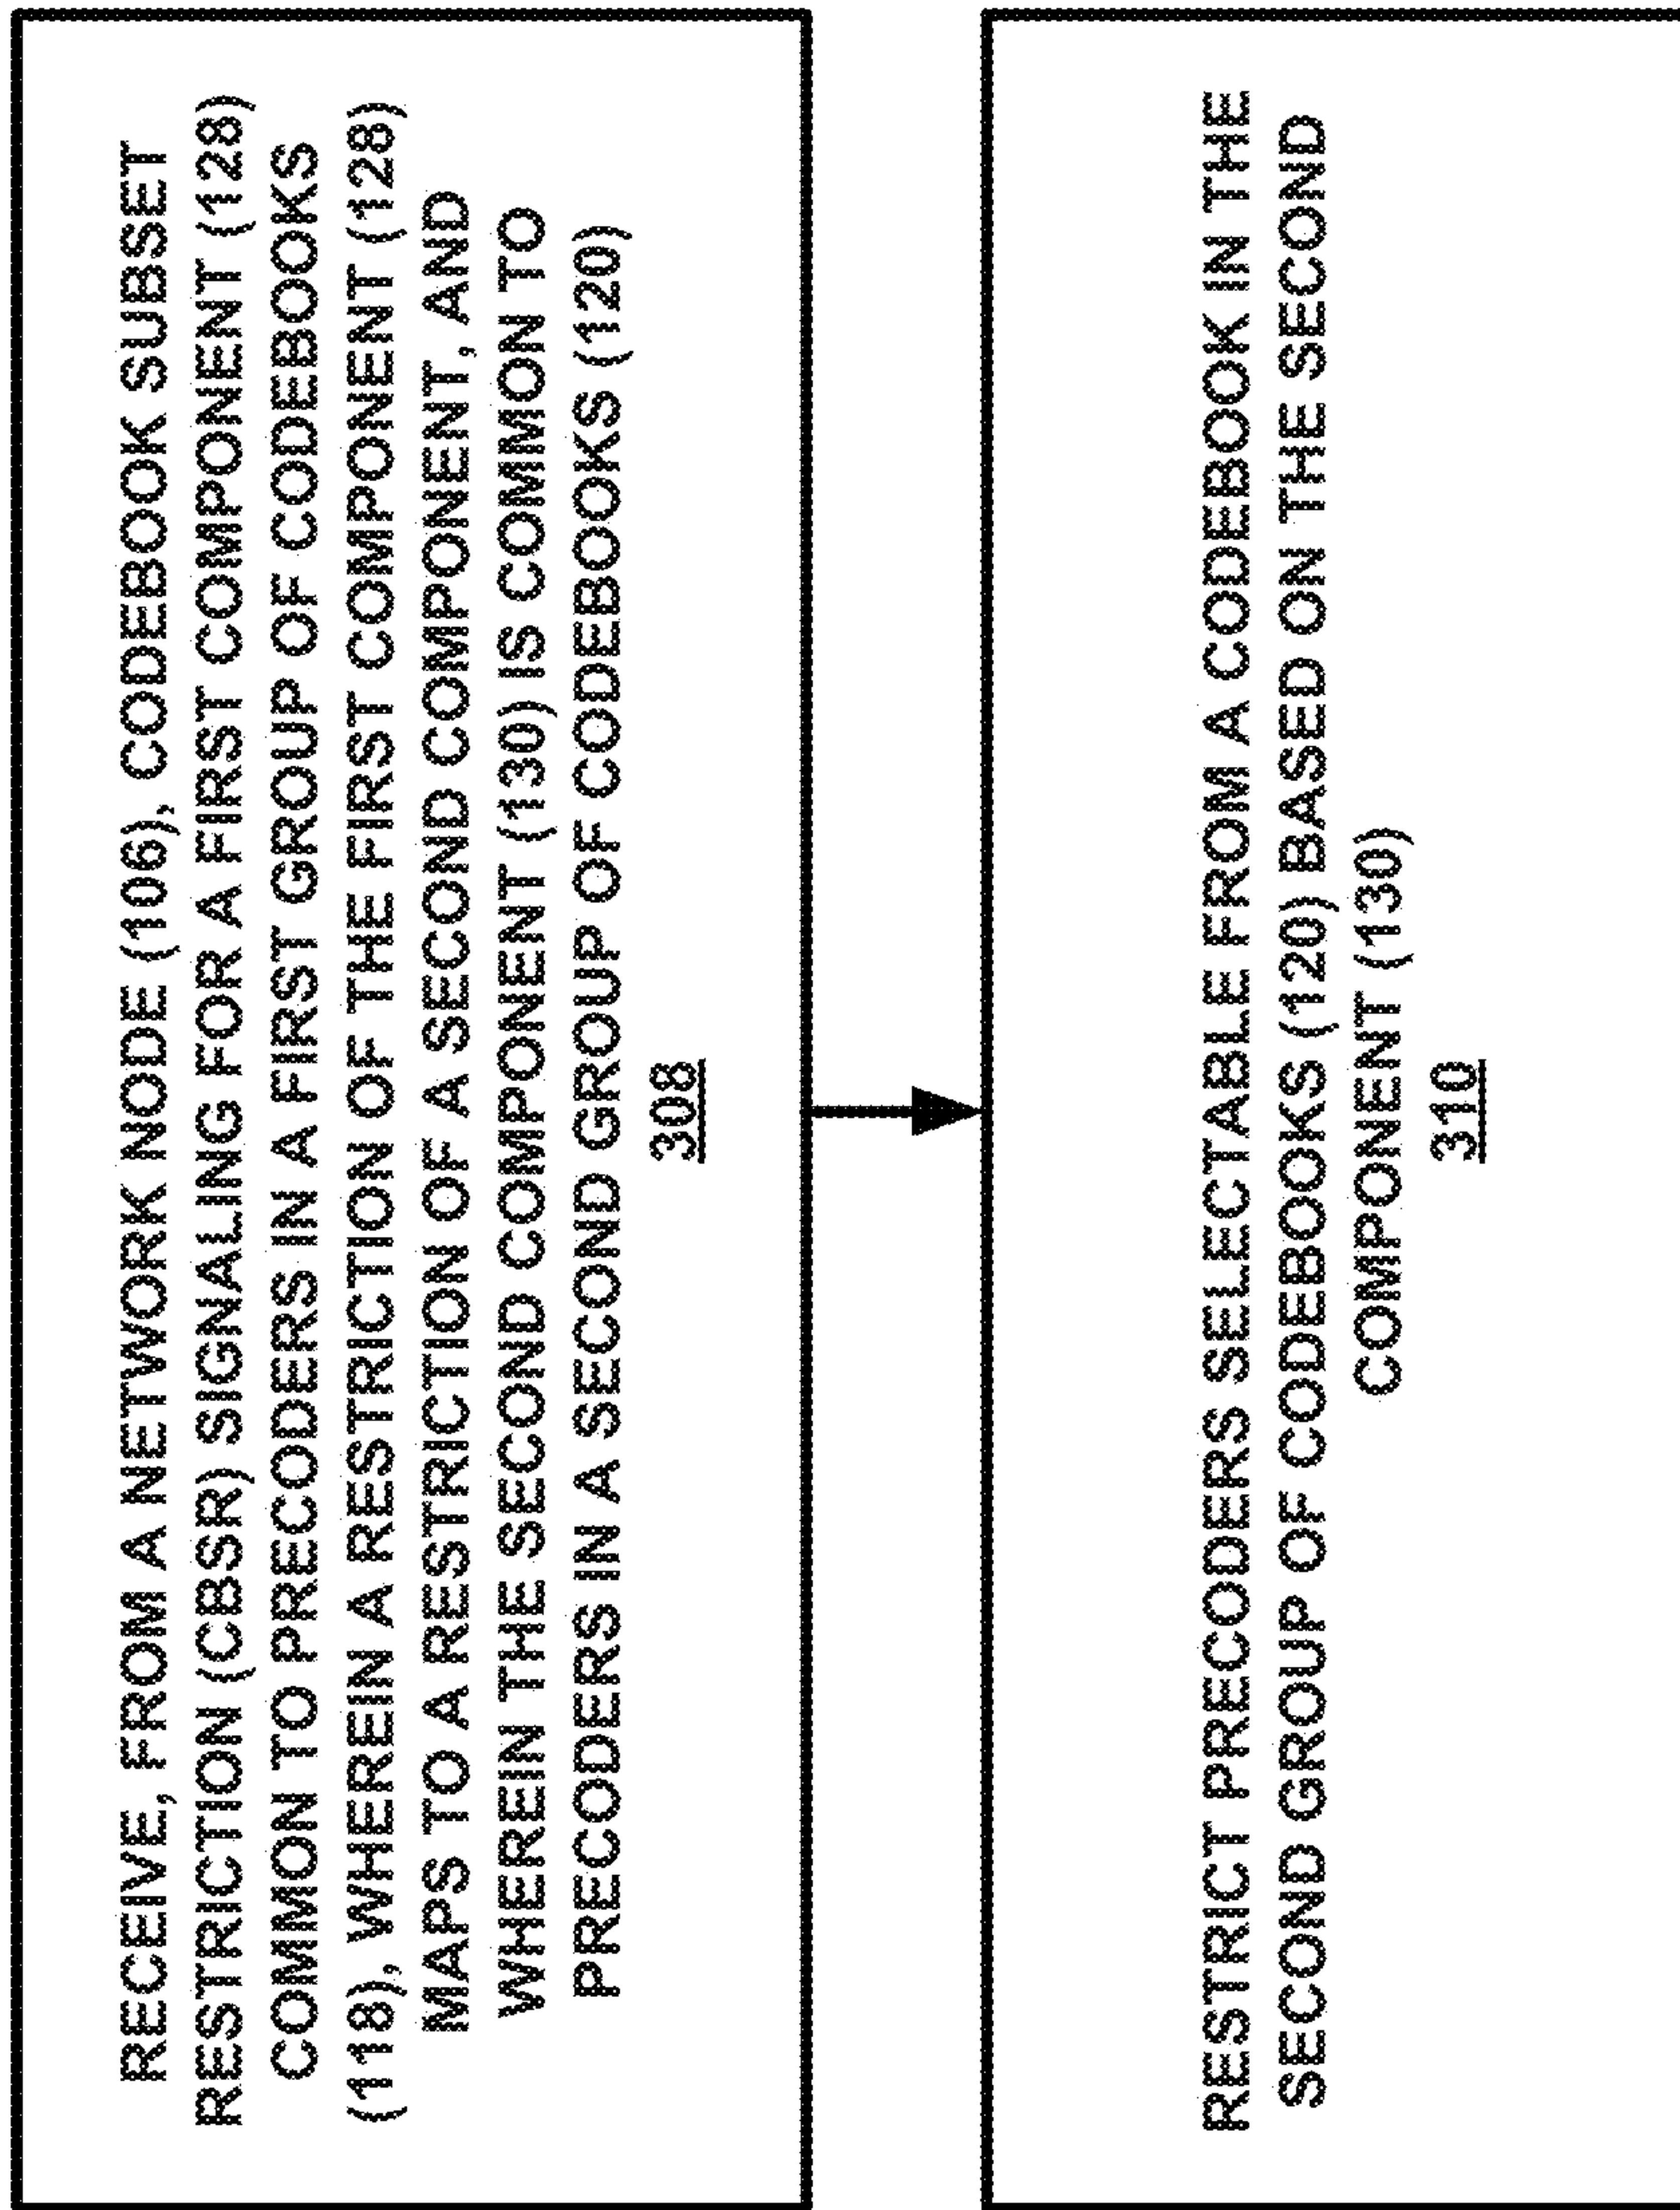 RECEIVE, FROM A NETWORK NODE (106), CODEBOOK SUBSET
RESTRICTION (CBSR) SIGNALING FOR A FIRST COMPONENT (128)
COMMON TO PRECODERS IN A FIRST GROUP OF CODEBOOKS
(118), WHEREIN A RESTRICTION OF THE FIRST COMPONENT (128)
MAPS TO A RESTRICTION OF A SECOND COMPONENT, AND
WHEREIN THE SECOND COMPONENT (130) IS COMMON TO
PRECODERS IN A SECOND GROUP OF CODEBOOKS (120)
308
RESTRICT PRECODERS SELECTABLE FROM A CODEBOOK IN THE
SECOND GROUP OF CODEBOOKS (120) BASED ON THE SECOND
COMPONENT (130)
310